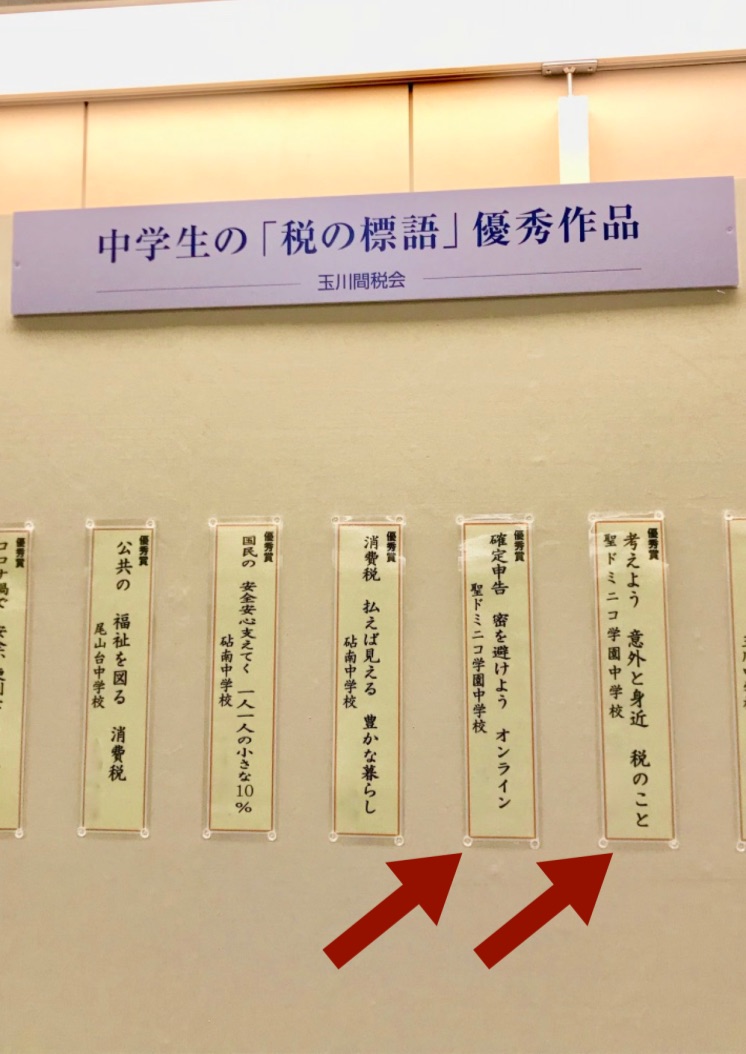 中学生の「税の標語」優秀作品
玉川間税会
優秀賞
考えよう 意外と身近 税のこと
聖ドミニコ学園中学校
優秀賞
確定申告 密を避けよう オンライン
聖ドミニコ学園中学校
優秀賞
消費税 払えば見える 豊かな暮らし
砧南中学校
優秀賞
国民の 安全安心支えてく 一人一人の小さな10%
砧南中学校
優秀賞
公共の 福祉を図る 消費税
尾山台中学校
優秀賞
コロナ禍で 安全